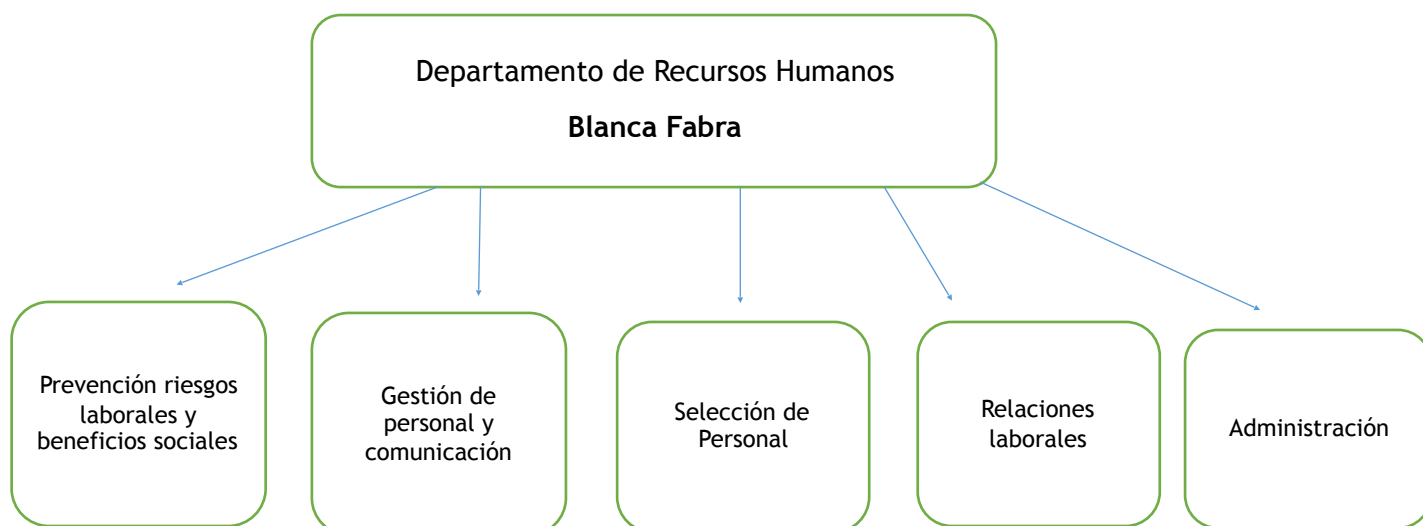 Departamento de Recursos Humanos
Blanca Fabra
Prevención riesgos
laborales y
beneficios sociales
Gestión de
personal y
comunicación
Selección de
Personal
Relaciones
laborales
Administración